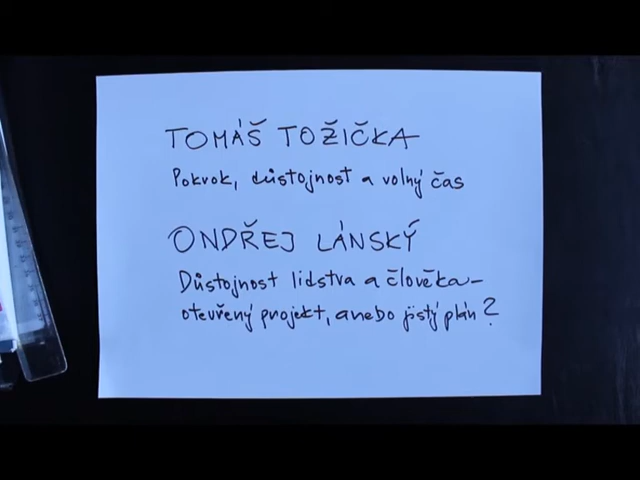 TOMÁŠ TOŽIČKA
Pokrok, důstojnost a volný čas
ONDŘEJ LÁNSKÝ
Důstojnost lidstva a člověka –
otevřený projekt, anebo jistý plán?